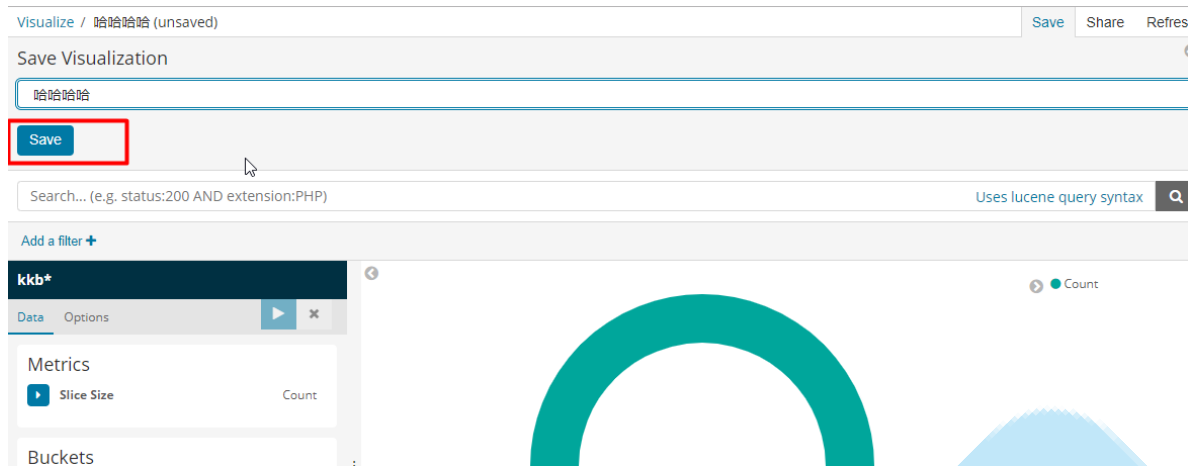 Visualize / 哈哈哈哈 (unsaved)
Save Share Refres
Save Visualization
哈哈哈哈
Save
Search... (e.g. status:200 AND extension:PHP)
Uses lucene query syntax
Add a filter +
kkb*
Count
Data Options
Metrics
Slice Size Count
Buckets